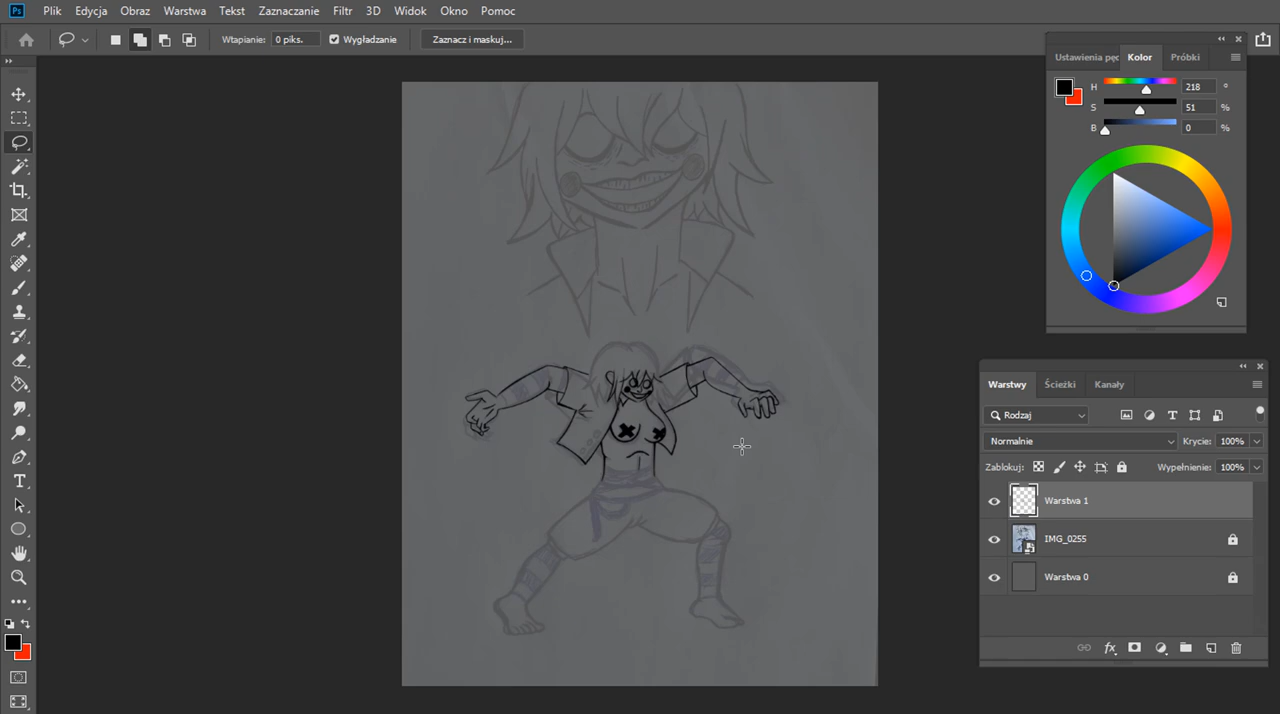 Ps Plik Edycja Obraz Warstwa Tekst Zaznaczanie Filtr 3D Widok Okno Pomoc
Wtapianie: 0 piks. Wygładzanie Zaznacz i maskuj...
Ustawienia pę Kolor Próbki
H 218 °
S 51 %
B 0 %
Warstwy Ścieżki Kanały
Rodzaj
Normalnie Krycie: 100%
Zablokuj: Wypełnienie: 100%
Warstwa 1
IMG_0255
Warstwa 0